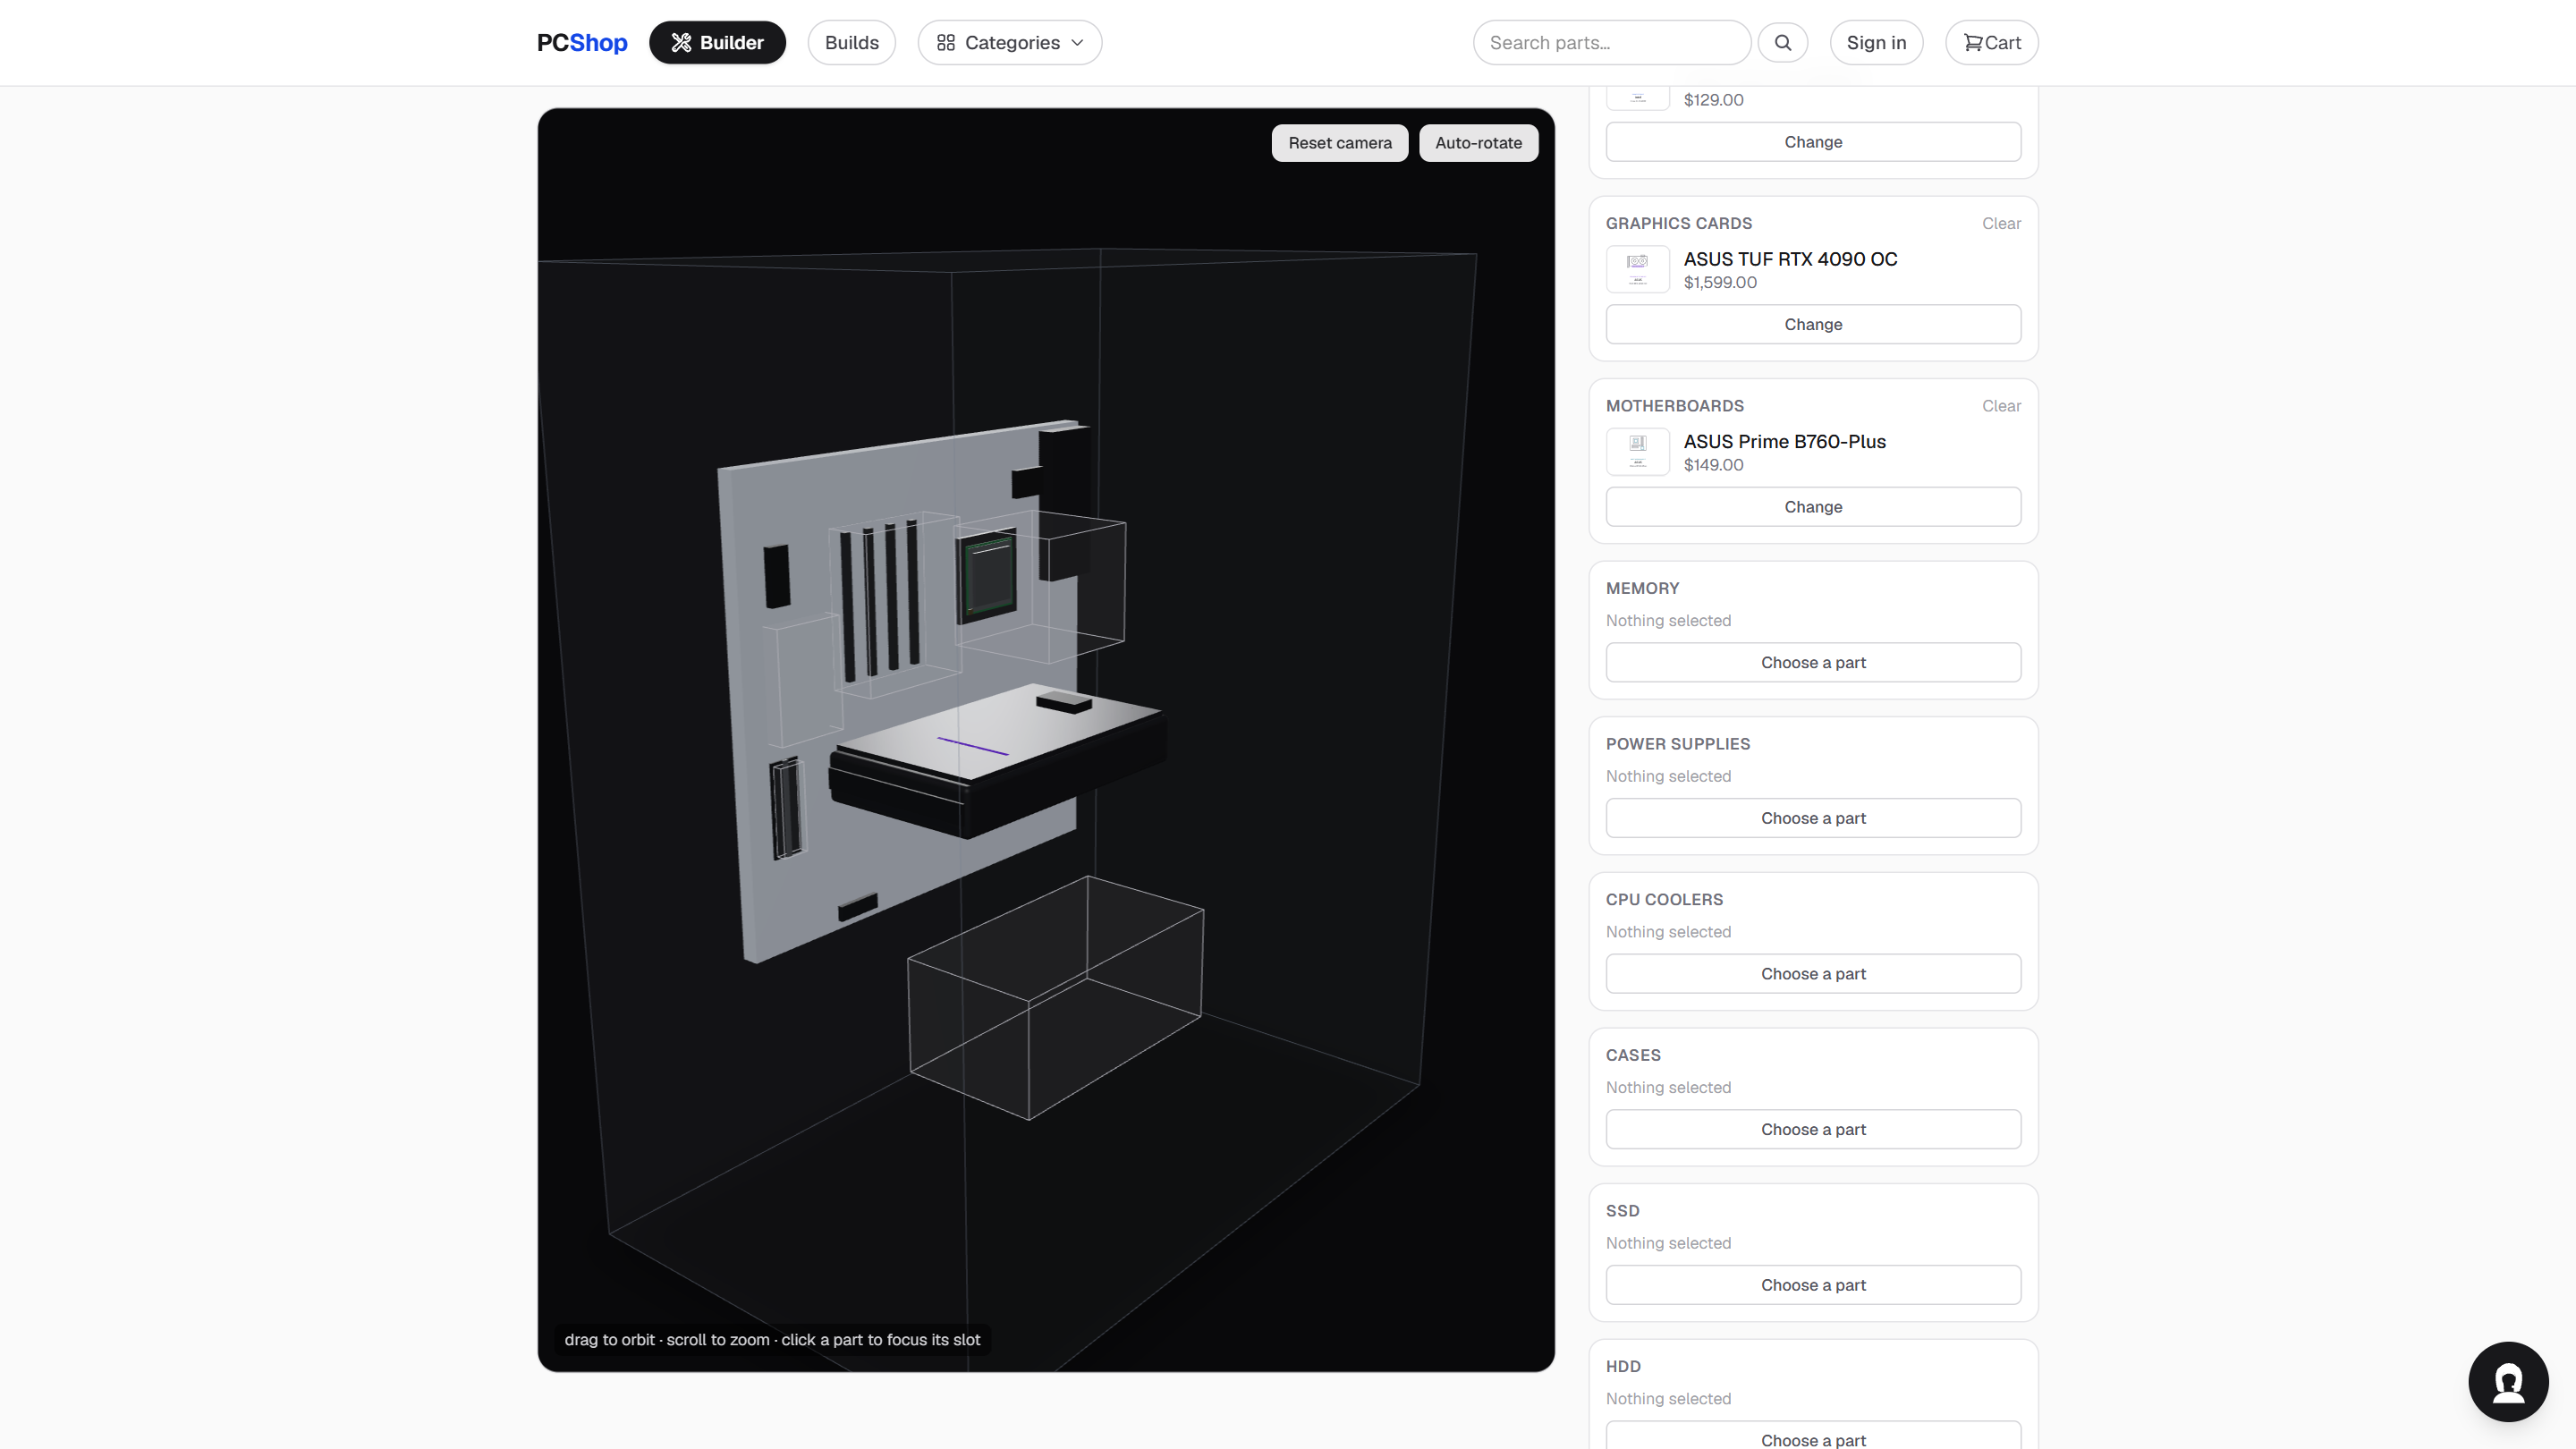 PCShop
Builder
Builds
Categories
Search parts...
Sign in
Cart
Reset camera
Auto-rotate
drag to orbit · scroll to zoom · click a part to focus its slot
$129.00
Change
GRAPHICS CARDS
Clear
ASUS TUF RTX 4090 OC
$1,599.00
Change
MOTHERBOARDS
Clear
ASUS Prime B760-Plus
$149.00
Change
MEMORY
Nothing selected
Choose a part
POWER SUPPLIES
Nothing selected
Choose a part
CPU COOLERS
Nothing selected
Choose a part
CASES
Nothing selected
Choose a part
SSD
Nothing selected
Choose a part
HDD
Nothing selected
Choose a part